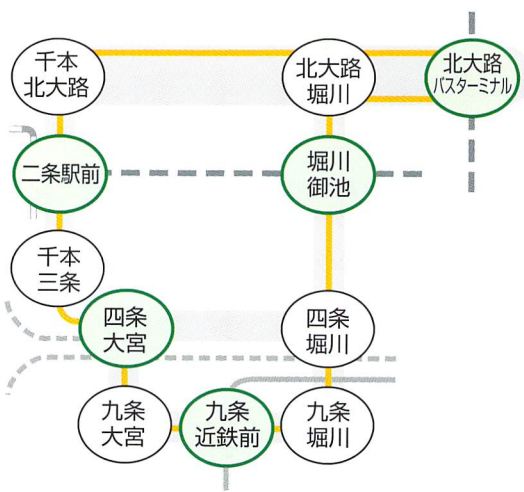 千本
北大路
北大路
堀川
北大路
バスターミナル
二条駅前
堀川
御池
千本
三条
四条
大宮
四条
堀川
九条
大宮
九条
近鉄前
九条
堀川